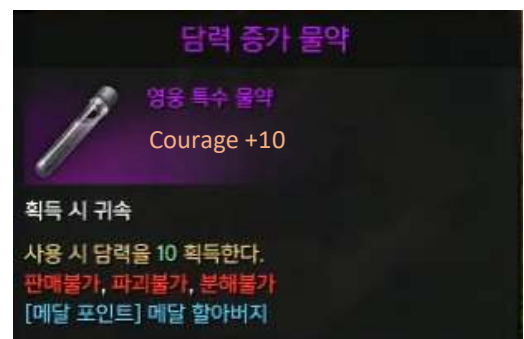 담력 증가 물약
영웅 특수 물약
Courage +10
획득 시 귀속
사용 시 담력을 10 획득한다.
판매불가, 파괴불가, 분해불가
[메달 포인트] 메달 할아버지